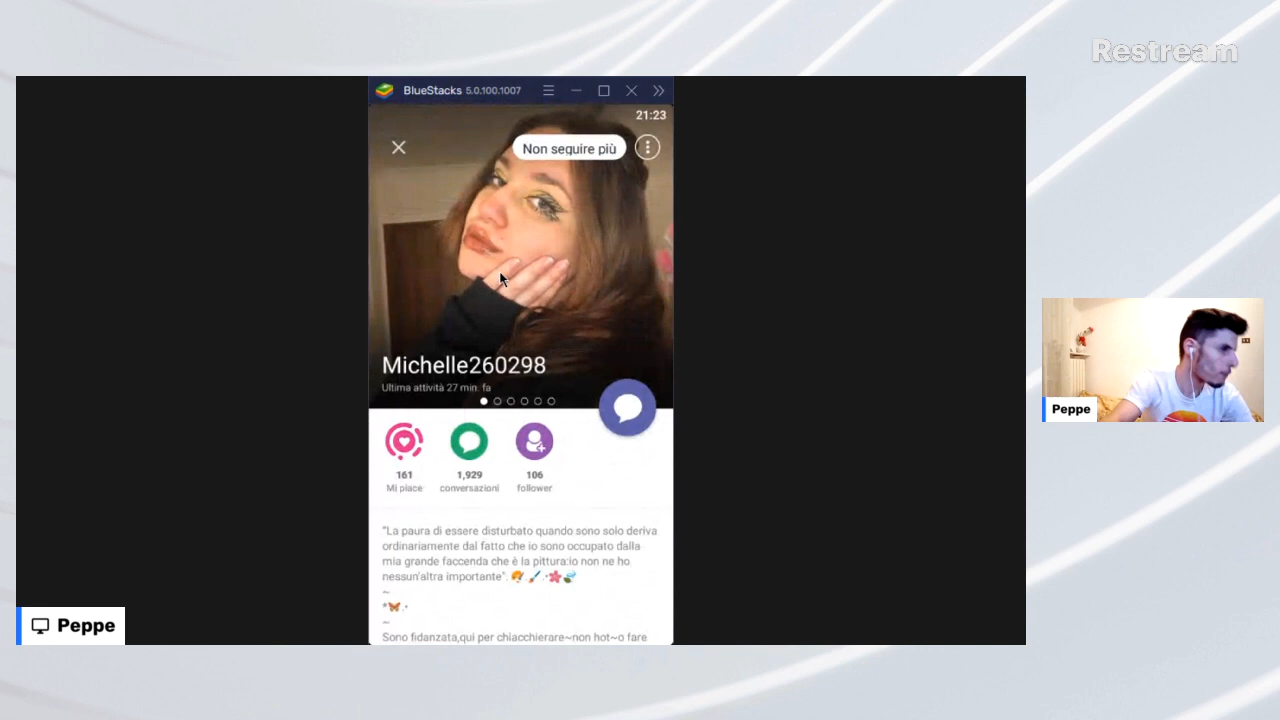 Restream
BlueStacks 5.0.100.1007
21:23
Non seguire più
Michelle260298
Ultima attività 27 min. fa
161
Mi piace
1,929
conversazioni
106
follower
"La paura di essere disturbato quando sono solo deriva
ordinariamente dal fatto che io sono occupato dalla
mia grande faccenda che è la pittura:io non ne ho
nessun'altra importante".
~
*
~
Sono fidanzata,qui per chiacchierare~non hot~o fare
Peppe
Peppe